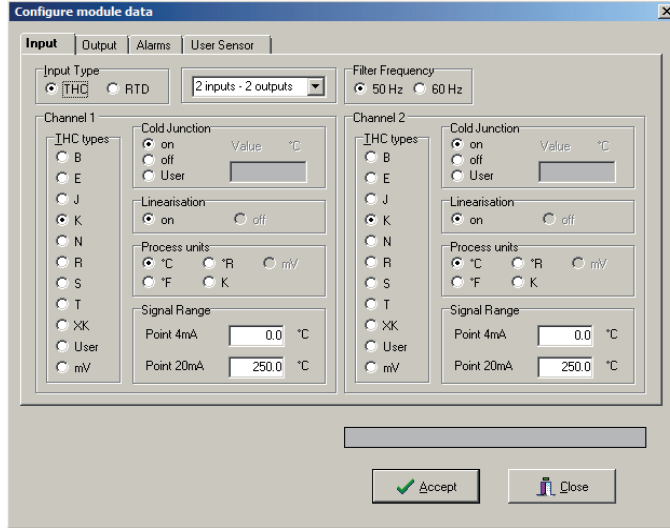 Configure module data
Input Output Alarms User Sensor
Input Type
THC RTD
2 inputs - 2 outputs
Filter Frequency
50 Hz 60 Hz
Channel 1
THC types
B
E
J
K
N
R
S
T
XK
User
mV
Cold Junction
on
off
User
Value °C
Linearisation
on off
Process units
°C °R mV
°F K
Signal Range
Point 4mA 0.0 °C
Point 20mA 250.0 °C
Channel 2
THC types
B
E
J
K
N
R
S
T
XK
User
mV
Cold Junction
on
off
User
Value °C
Linearisation
on off
Process units
°C °R mV
°F K
Signal Range
Point 4mA 0.0 °C
Point 20mA 250.0 °C
Accept Close